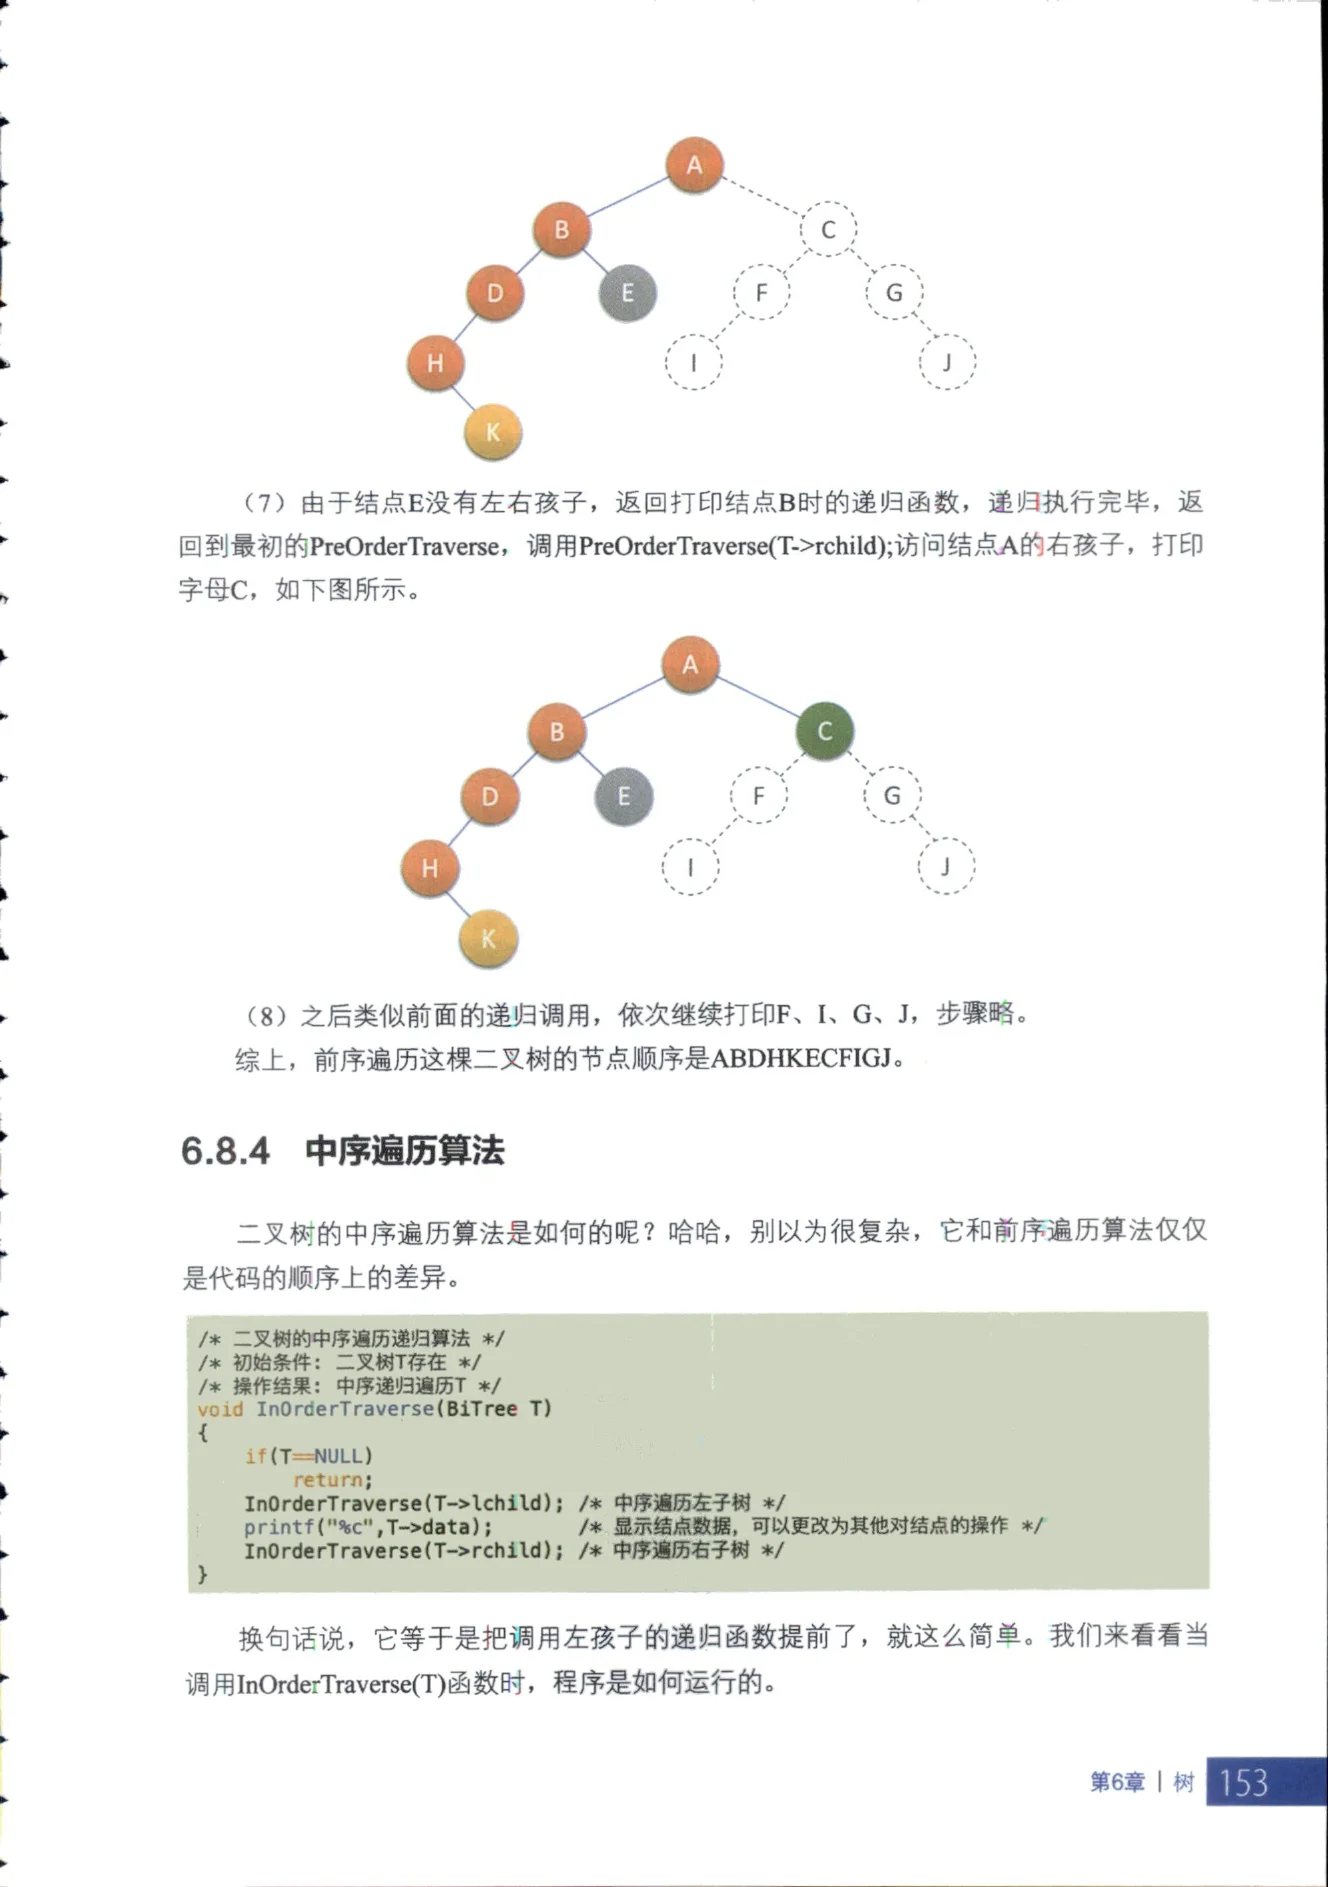 A
B
C
D
E
F
G
H
I
J
K
（7）由于结点E没有左右孩子，返回打印结点B时的递归函数，递归执行完毕，返
回到最初的PreOrderTraverse，调用PreOrderTraverse(T->rchild);访问结点A的右孩子，打印
字母C，如下图所示。
A
B
C
D
E
F
G
H
I
J
K
（8）之后类似前面的递归调用，依次继续打印F、I、G、J，步骤略。
综上，前序遍历这棵二叉树的节点顺序是ABDHKECFIGJ。
6.8.4 中序遍历算法
二叉树的中序遍历算法是如何的呢？哈哈，别以为很复杂，它和前序遍历算法仅仅
是代码的顺序上的差异。
/* 二叉树的中序遍历递归算法 */
/* 初始条件: 二叉树T存在 */
/* 操作结果: 中序递归遍历T */
void InOrderTraverse(BiTree T)
{
if(T==NULL)
return;
InOrderTraverse(T->lchild); /* 中序遍历左子树 */
printf("%c",T->data); /* 显示结点数据，可以更改为其他对结点的操作 */
InOrderTraverse(T->rchild); /* 中序遍历右子树 */
}
换句话说，它等于是把调用左孩子的递归函数提前了，就这么简单。我们来看看当
调用InOrderTraverse(T)函数时，程序是如何运行的。
第6章 | 树 153